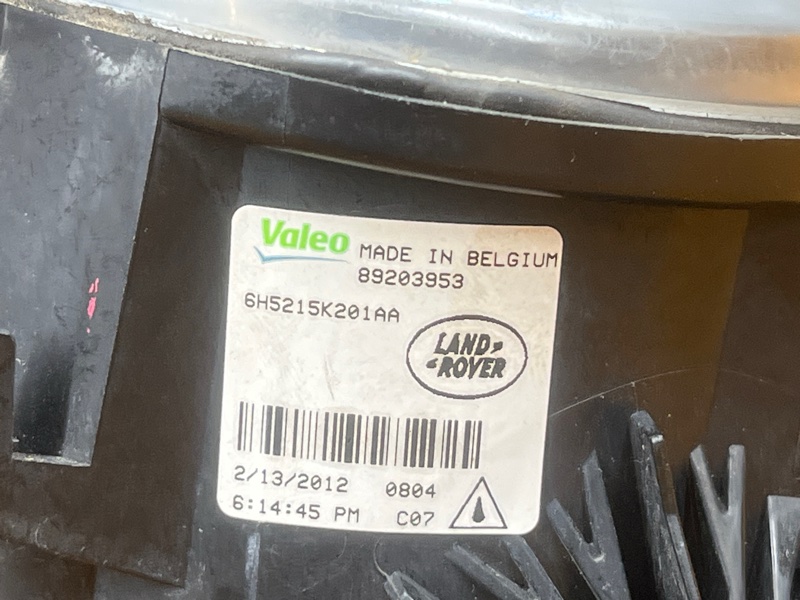 Valeo MADE IN BELGIUM
89203953
6H5215K201AA
LAND
ROVER
2/13/2012 0804
6:14:45 PM C07